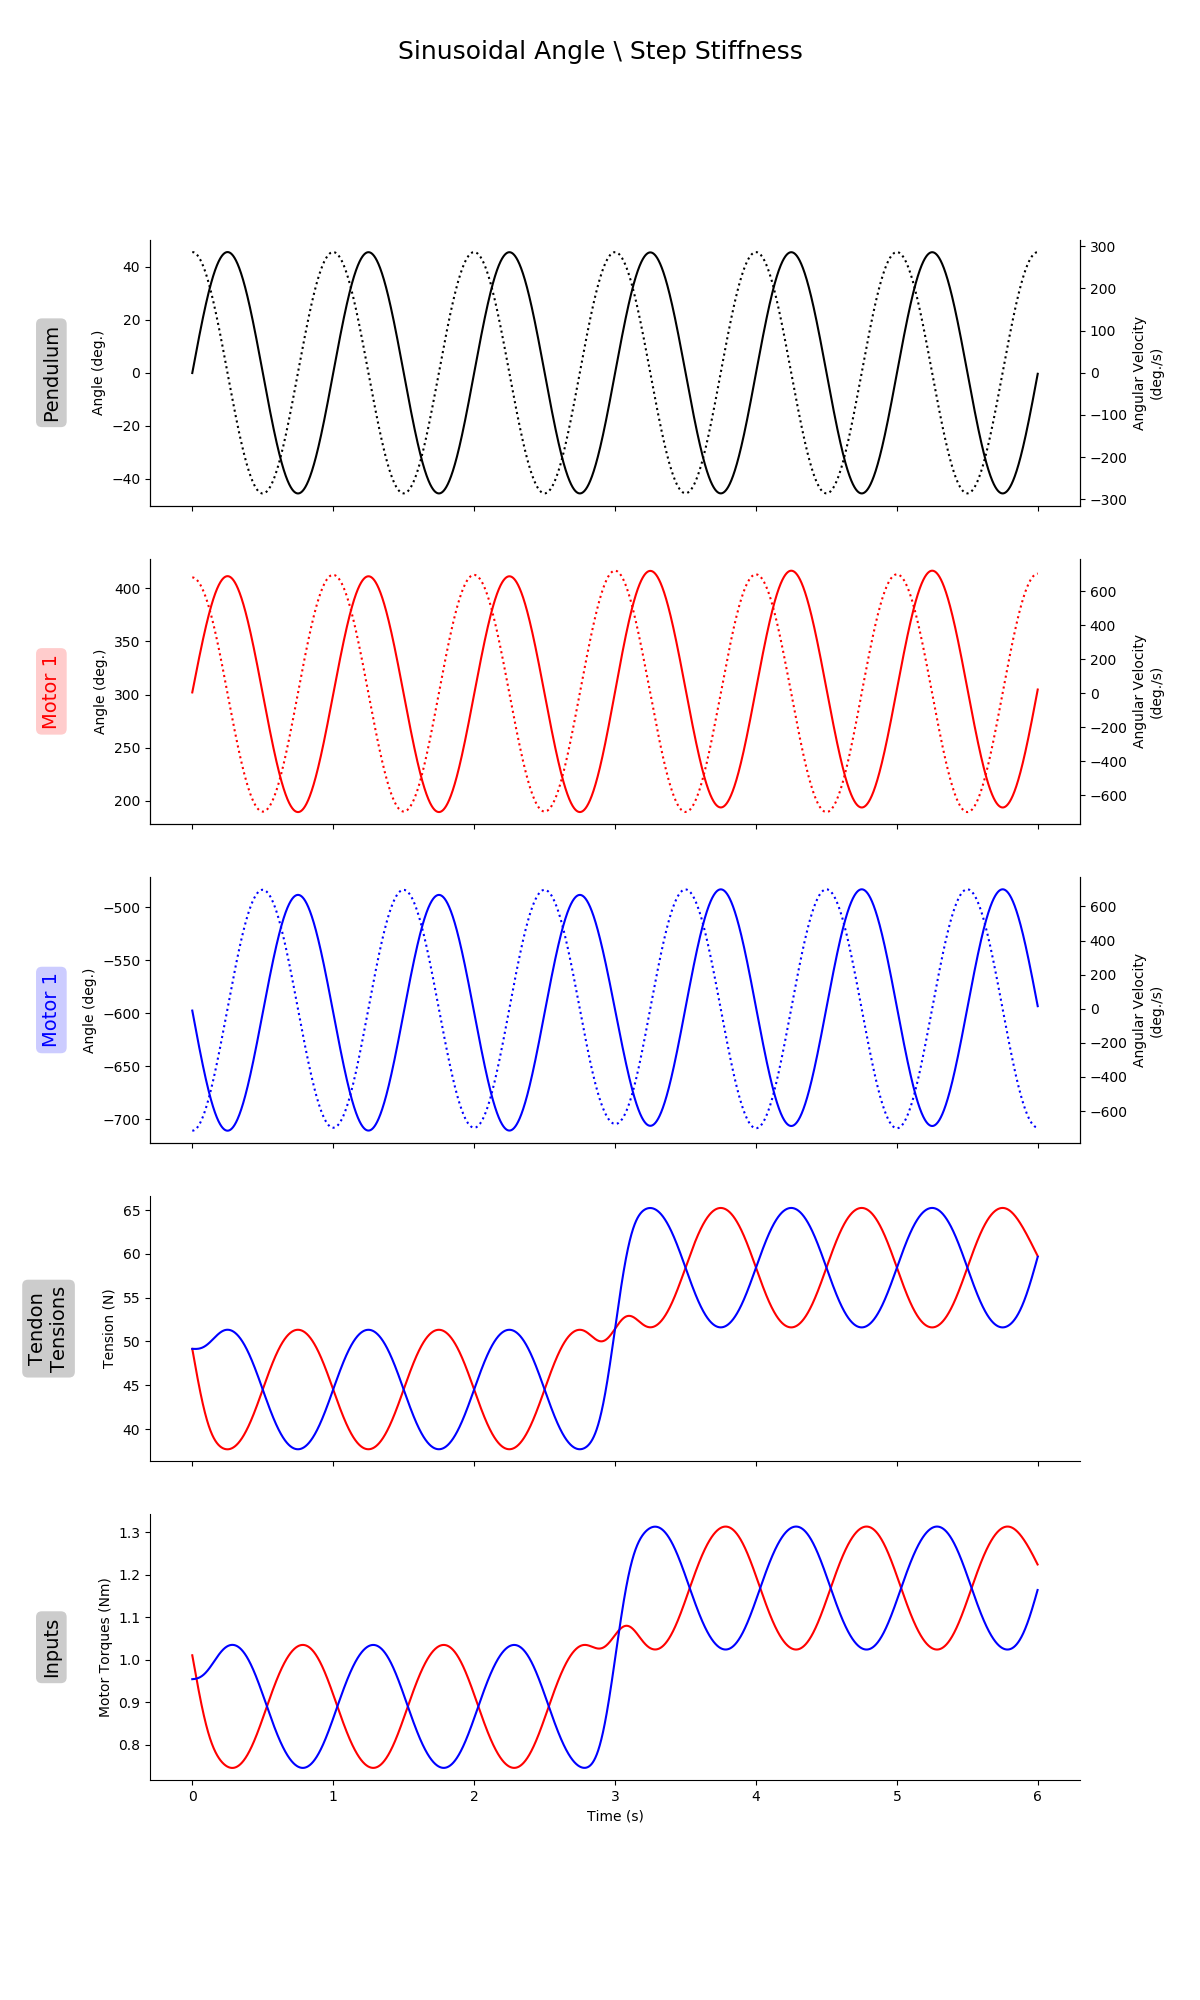 Sinusoidal Angle \ Step Stiffness
Pendulum
Angle (deg.)
40
20
0
−20
−40
300
200
100
0
−100
−200
−300
Angular Velocity
(deg./s)
Motor 1
Angle (deg.)
400
350
300
250
200
600
400
200
0
−200
−400
−600
Angular Velocity
(deg./s)
Motor 1
Angle (deg.)
−500
−550
−600
−650
−700
600
400
200
0
−200
−400
−600
Angular Velocity
(deg./s)
Tendon
Tensions
Tension (N)
65
60
55
50
45
40
Inputs
Motor Torques (Nm)
1.3
1.2
1.1
1.0
0.9
0.8
0 1 2 3 4 5 6
Time (s)